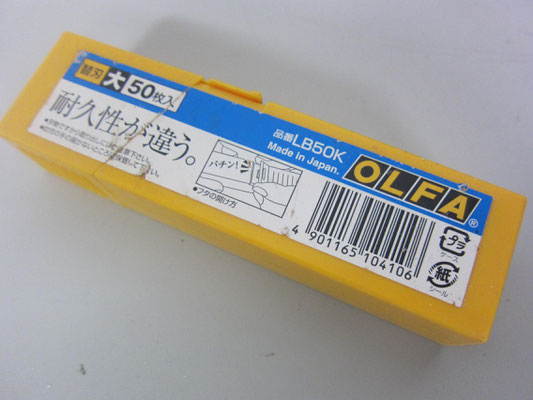 替刃 大 50枚入
耐久性が違う。
品番LB50K
Made in Japan.
OLFA®
パチン!
●フタの開け方
4 901165 104106
プラ
ケース
紙
シール